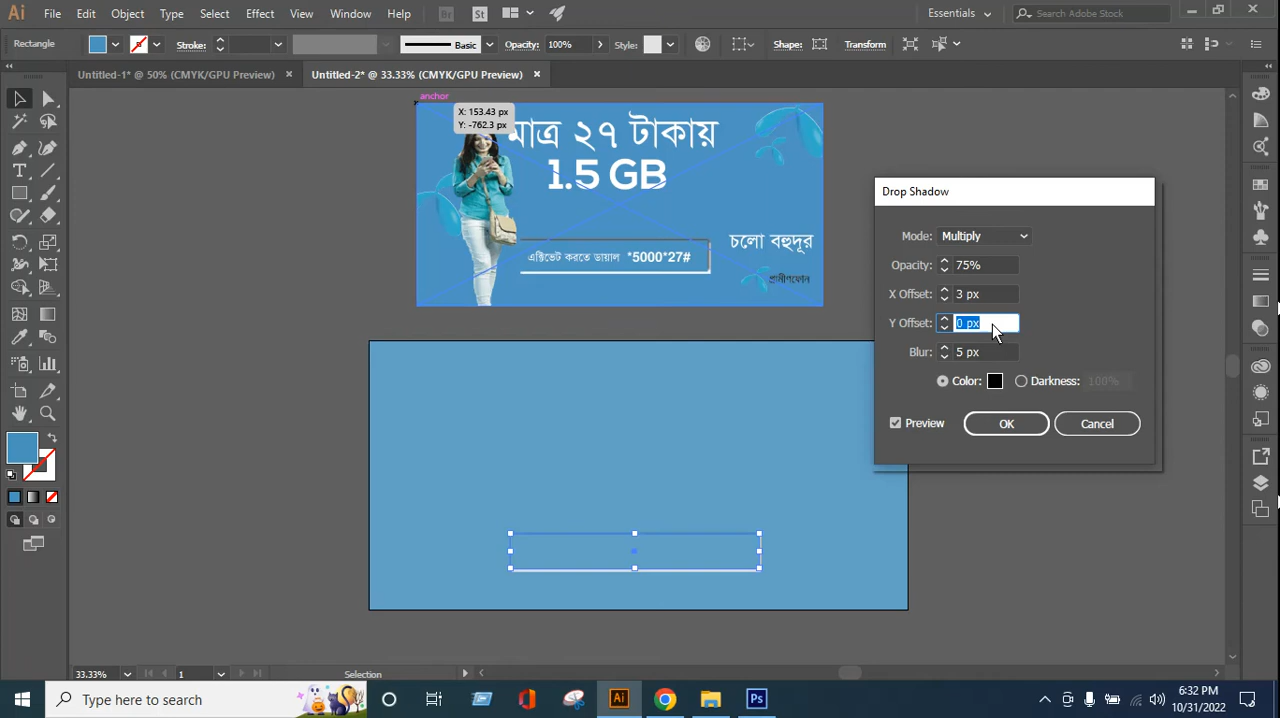 Ai File Edit Object Type Select Effect View Window Help Br St Essentials Search Adobe Stock
Rectangle Stroke: Basic Opacity: 100% Style: Shape: Transform
Untitled-1* @ 50% (CMYK/GPU Preview) × Untitled-2* @ 33.33% (CMYK/GPU Preview) ×
anchor
X: 153.43 px
Y: -762.3 px
মাত্র ২৭ টাকায়
1.5 GB
চলো বহুদূর
এক্টিভেট করতে ডায়াল *5000*27#
গ্রামীণফোন
Drop Shadow
Mode: Multiply
Opacity: 75%
X Offset: 3 px
Y Offset: 0 px
Blur: 5 px
Color: Darkness: 100%
Preview OK Cancel
33.33% 1 Selection
Type here to search Ai Ps 2:32 PM
10/31/2022